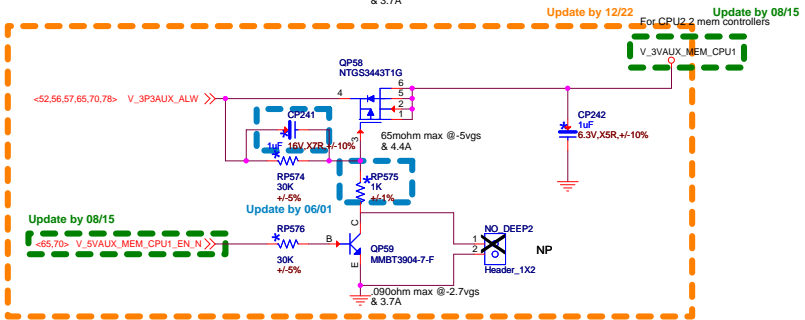 & 3.7A
Update by 12/22
Update by 08/15
For CPU2 2 mem controllers
V_3VAUX_MEM_CPU1
QP58
NTGS3443T1G
<52,56,57,65,70,78> V_3P3AUX_ALW
4
6
5
2
1
3
CP241
1uF 16V,X7R,+/-10%
65mohm max @-5vgs
& 4.4A
CP242
1uF
6.3V,X5R,+/-10%
RP574
30K
+/-5%
RP575
1K
+/-1%
Update by 06/01
Update by 08/15
<65,70> V_5VAUX_MEM_CPU1_EN_N
RP576
30K
+/-5%
B
C
E
QP59
MMBT3904-7-F
NO_DEEP2
1
2
Header_1X2
NP
.090ohm max @-2.7vgs
& 3.7A